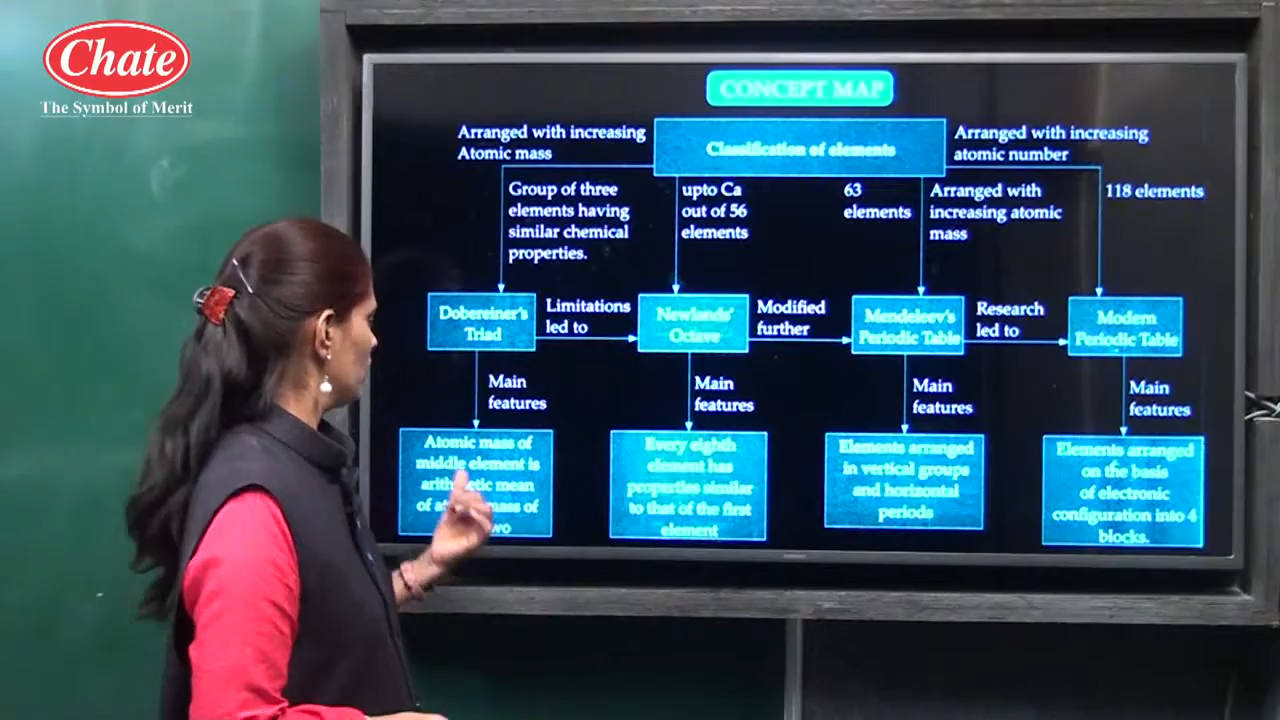 Chate
The Symbol of Merit
CONCEPT MAP
Classification of elements
Arranged with increasing
Atomic mass
Arranged with increasing
atomic number
Group of three
elements having
similar chemical
properties.
upto Ca
out of 56
elements
63
elements
Arranged with
increasing atomic
mass
118 elements
Dobereiner's
Triad
Limitations
led to
Newlands'
Octave
Modified
further
Mendeleev's
Periodic Table
Research
led to
Modern
Periodic Table
Main
features
Main
features
Main
features
Main
features
Atomic mass of
middle element is
mean
of mass of
Every eighth
element has
properties similar
to that of the first
element
Elements arranged
in vertical groups
and horizontal
periods
Elements arranged
on the basis
of electronic
configuration into 4
blocks.